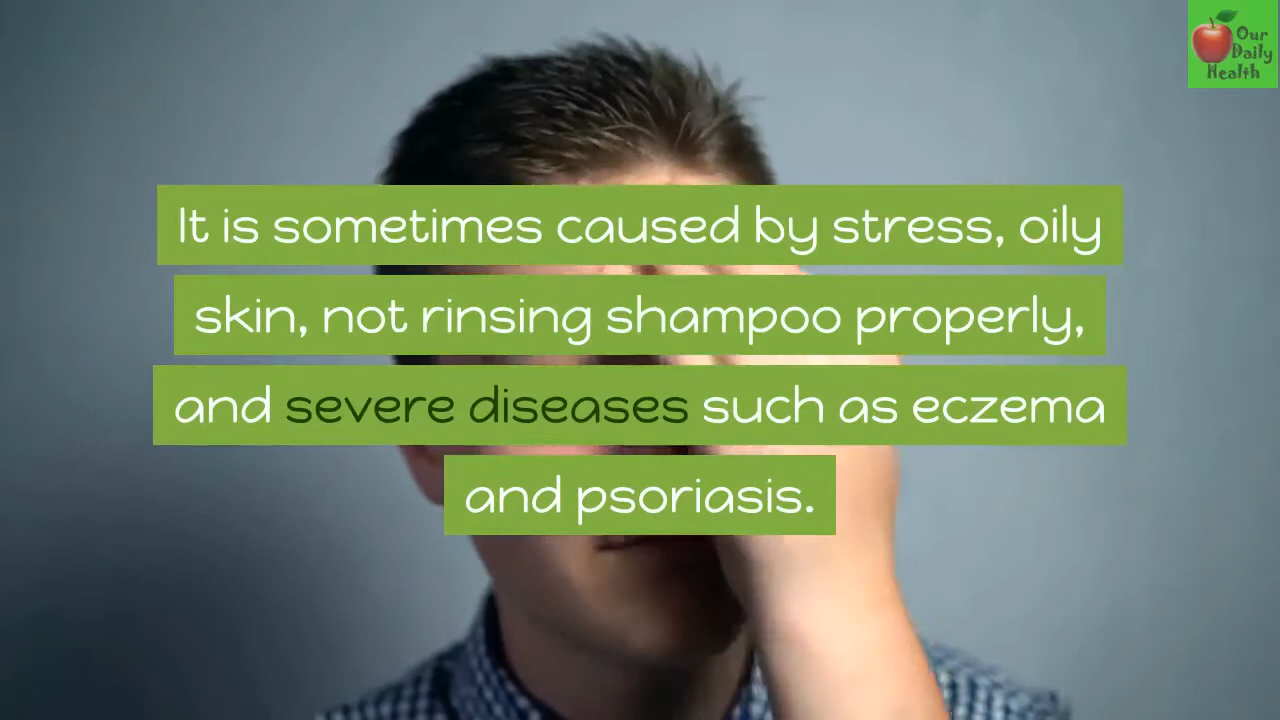 Our
Daily
Health
It is sometimes caused by stress, oily
skin, not rinsing shampoo properly,
and severe diseases such as eczema
and psoriasis.